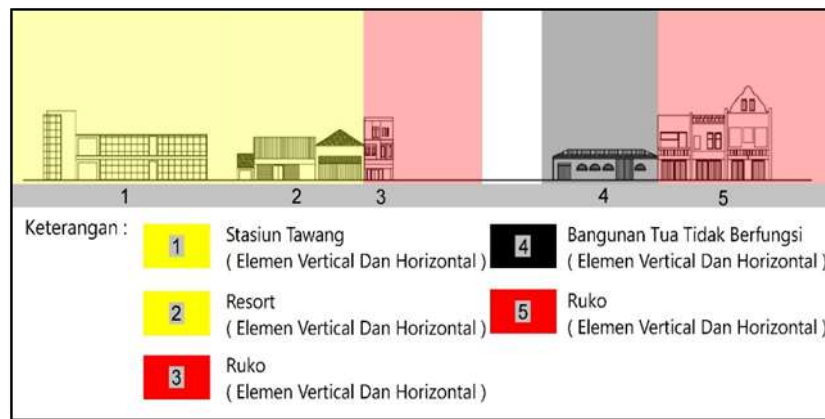 1 2 3 4 5
Keterangan :
1 Stasiun Tawang
( Elemen Vertical Dan Horizontal )
2 Resort
( Elemen Vertical Dan Horizontal )
3 Ruko
( Elemen Vertical Dan Horizontal )
4 Bangunan Tua Tidak Berfungsi
( Elemen Vertical Dan Horizontal )
5 Ruko
( Elemen Vertical Dan Horizontal )